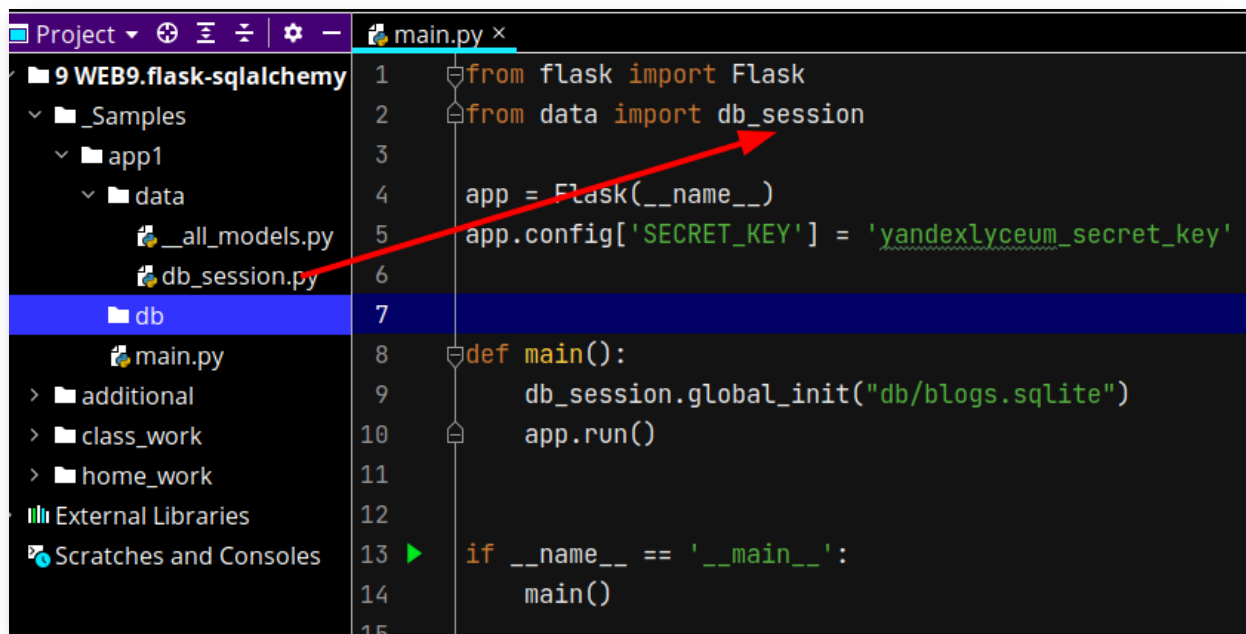 Project
9 WEB9.flask-sqlalchemy
_Samples
app1
data
__all_models.py
db_session.py
db
main.py
additional
class_work
home_work
External Libraries
Scratches and Consoles
main.py ×
1 from flask import Flask
2 from data import db_session
3
4 app = Flask(__name__)
5 app.config['SECRET_KEY'] = 'yandexlyceum_secret_key'
6
7
8 def main():
9     db_session.global_init("db/blogs.sqlite")
10     app.run()
11
12
13 if __name__ == '__main__':
14     main()
15